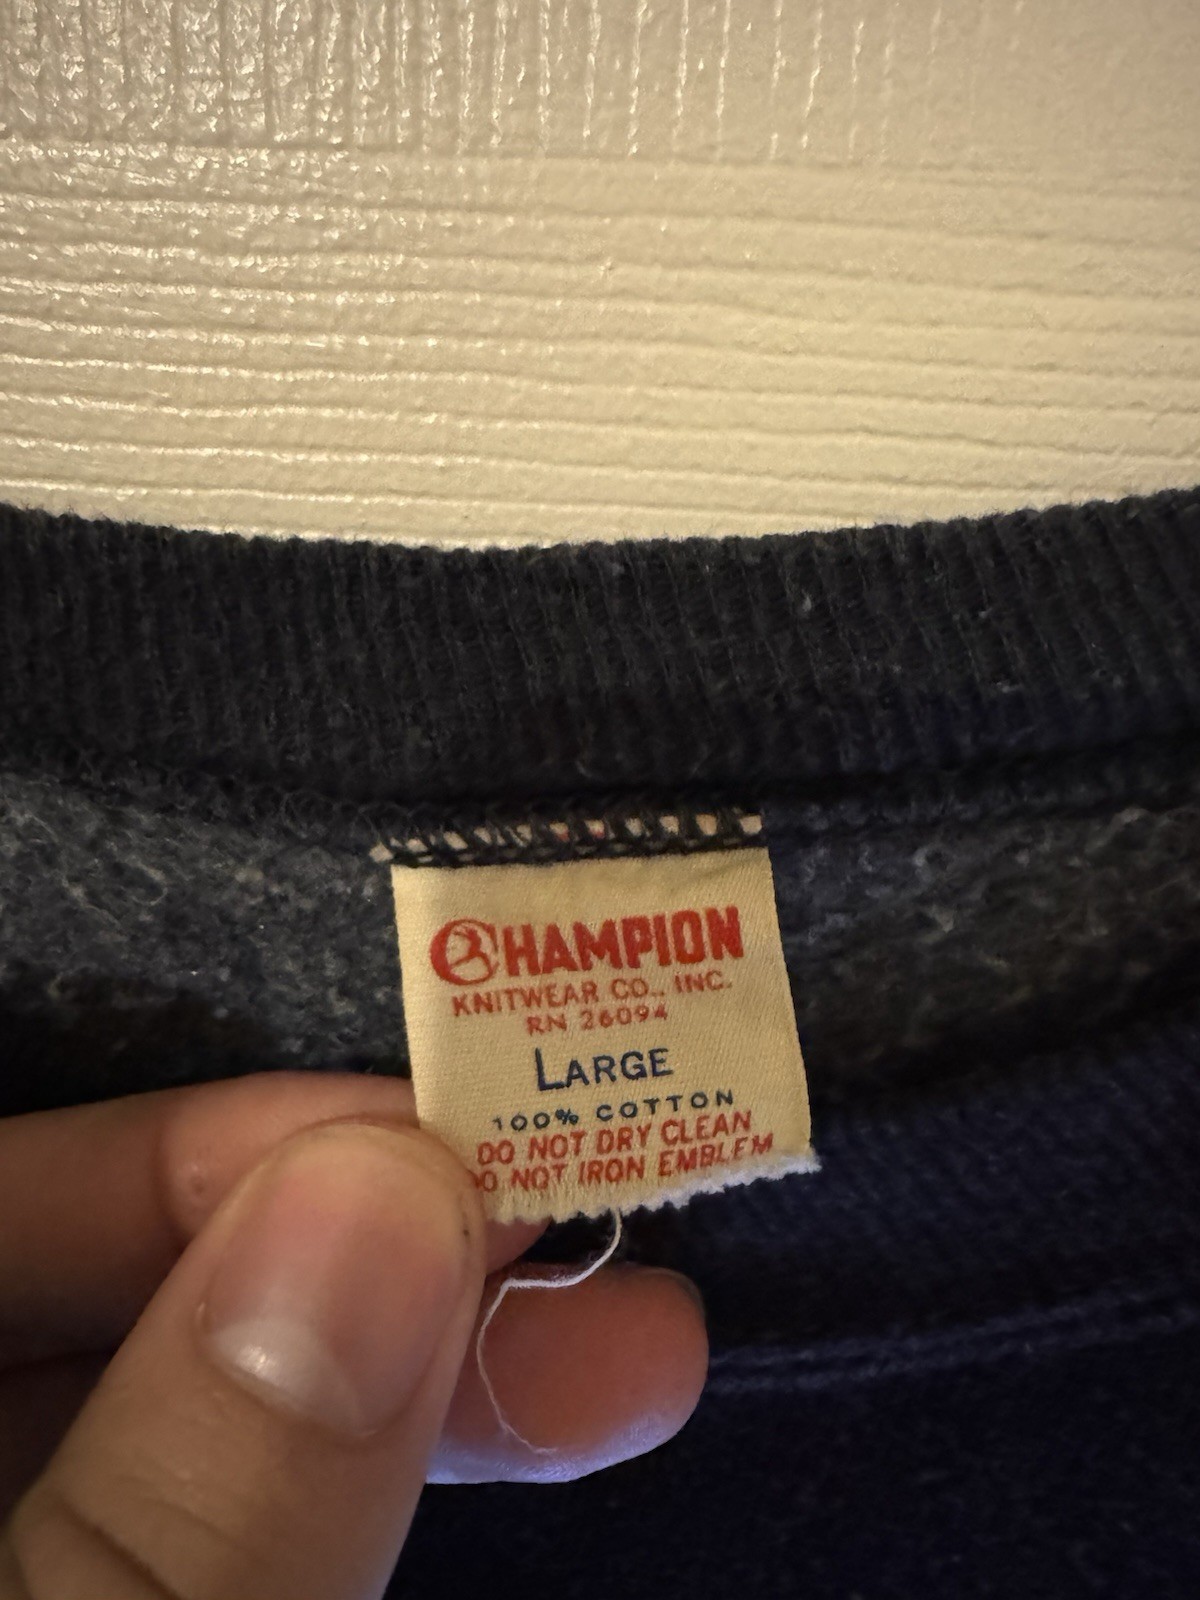 CHAMPION
KNITWEAR CO., INC.
RN 26094
LARGE
100% COTTON
DO NOT DRY CLEAN
DO NOT IRON EMBLEM